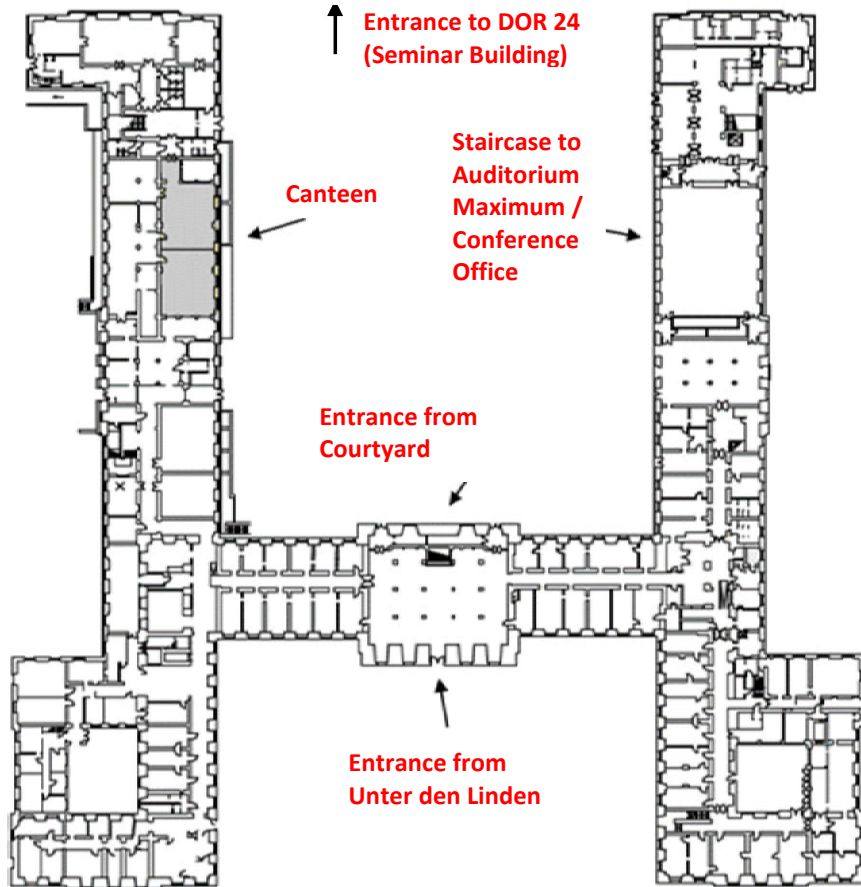 Entrance to DOR 24
(Seminar Building)
Staircase to
Auditorium
Maximum /
Conference
Office
Canteen
Entrance from
Courtyard
Entrance from
Unter den Linden